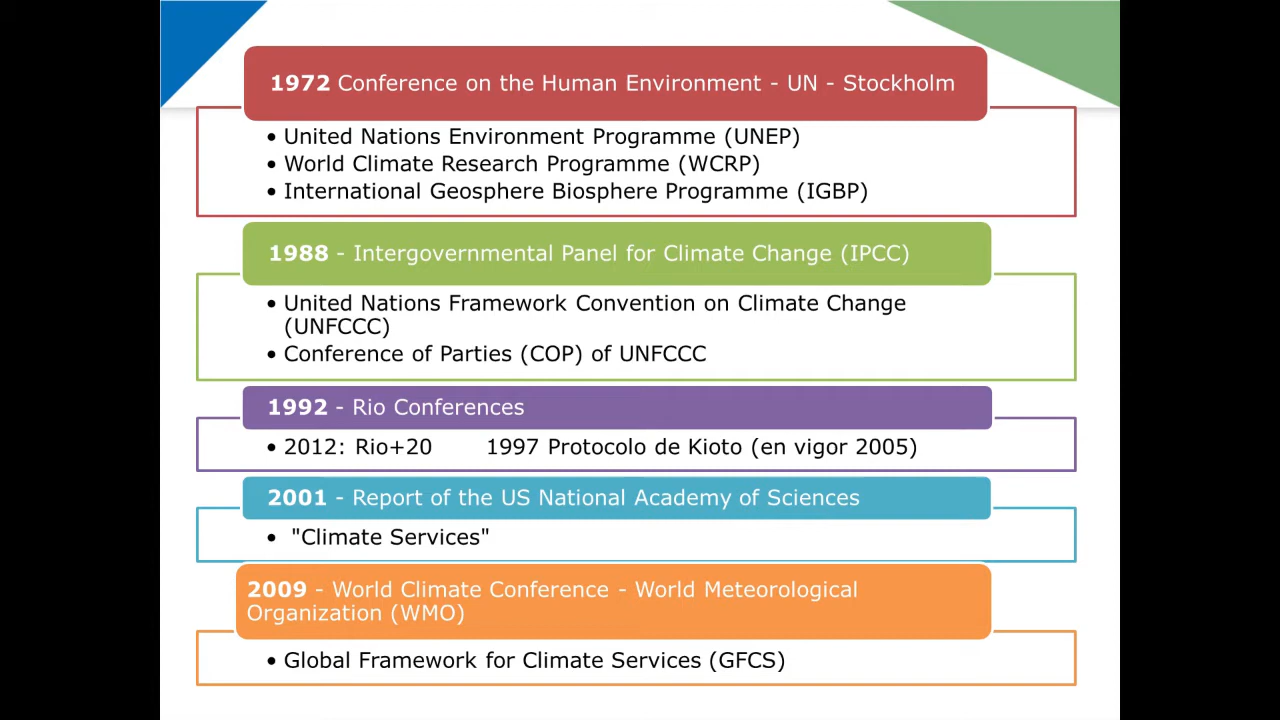 1972 Conference on the Human Environment - UN - Stockholm
• United Nations Environment Programme (UNEP)
• World Climate Research Programme (WCRP)
• International Geosphere Biosphere Programme (IGBP)
1988 - Intergovernmental Panel for Climate Change (IPCC)
• United Nations Framework Convention on Climate Change
(UNFCCC)
• Conference of Parties (COP) of UNFCCC
1992 - Rio Conferences
• 2012: Rio+20 1997 Protocolo de Kioto (en vigor 2005)
2001 - Report of the US National Academy of Sciences
• "Climate Services"
2009 - World Climate Conference - World Meteorological
Organization (WMO)
• Global Framework for Climate Services (GFCS)